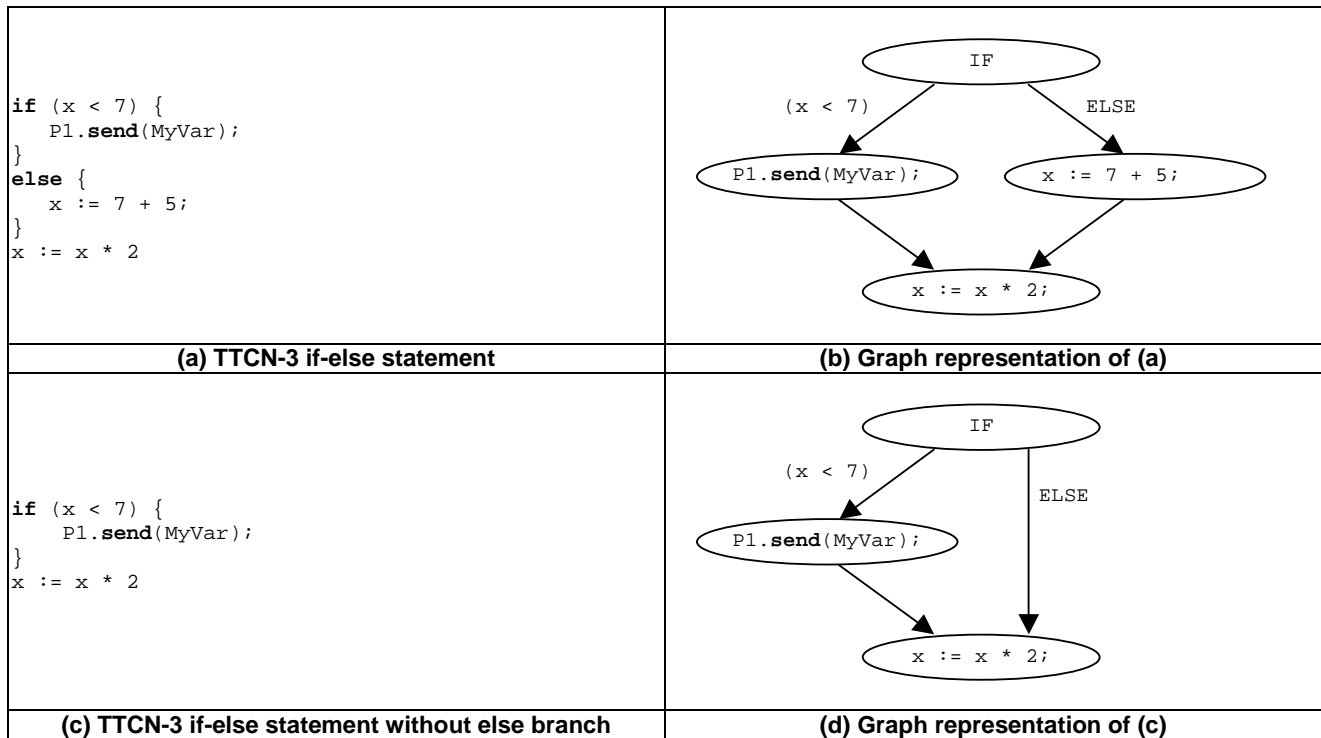 if (x < 7) {
P1.send(MyVar);
}
else {
x := 7 + 5;
}
x := x * 2
IF
(x < 7)
ELSE
P1.send(MyVar);
x := 7 + 5;
x := x * 2;
(a) TTCN-3 if-else statement
(b) Graph representation of (a)
if (x < 7) {
P1.send(MyVar);
}
x := x * 2
IF
(x < 7)
ELSE
P1.send(MyVar);
x := x * 2;
(c) TTCN-3 if-else statement without else branch
(d) Graph representation of (c)